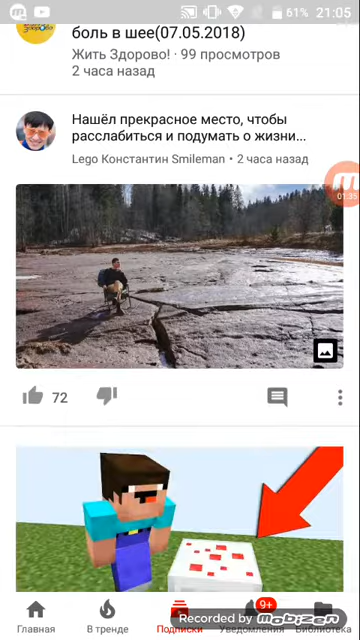 61% 21:05
боль в шее(07.05.2018)
Жить Здорово! · 99 просмотров
2 часа назад
Нашёл прекрасное место, чтобы
расслабиться и подумать о жизни...
Lego Константин Smileman • 2 часа назад
01:35
72
9+
Главная
В тренде
Подписки
Уведомления
Библиотека
Recorded by mobizen